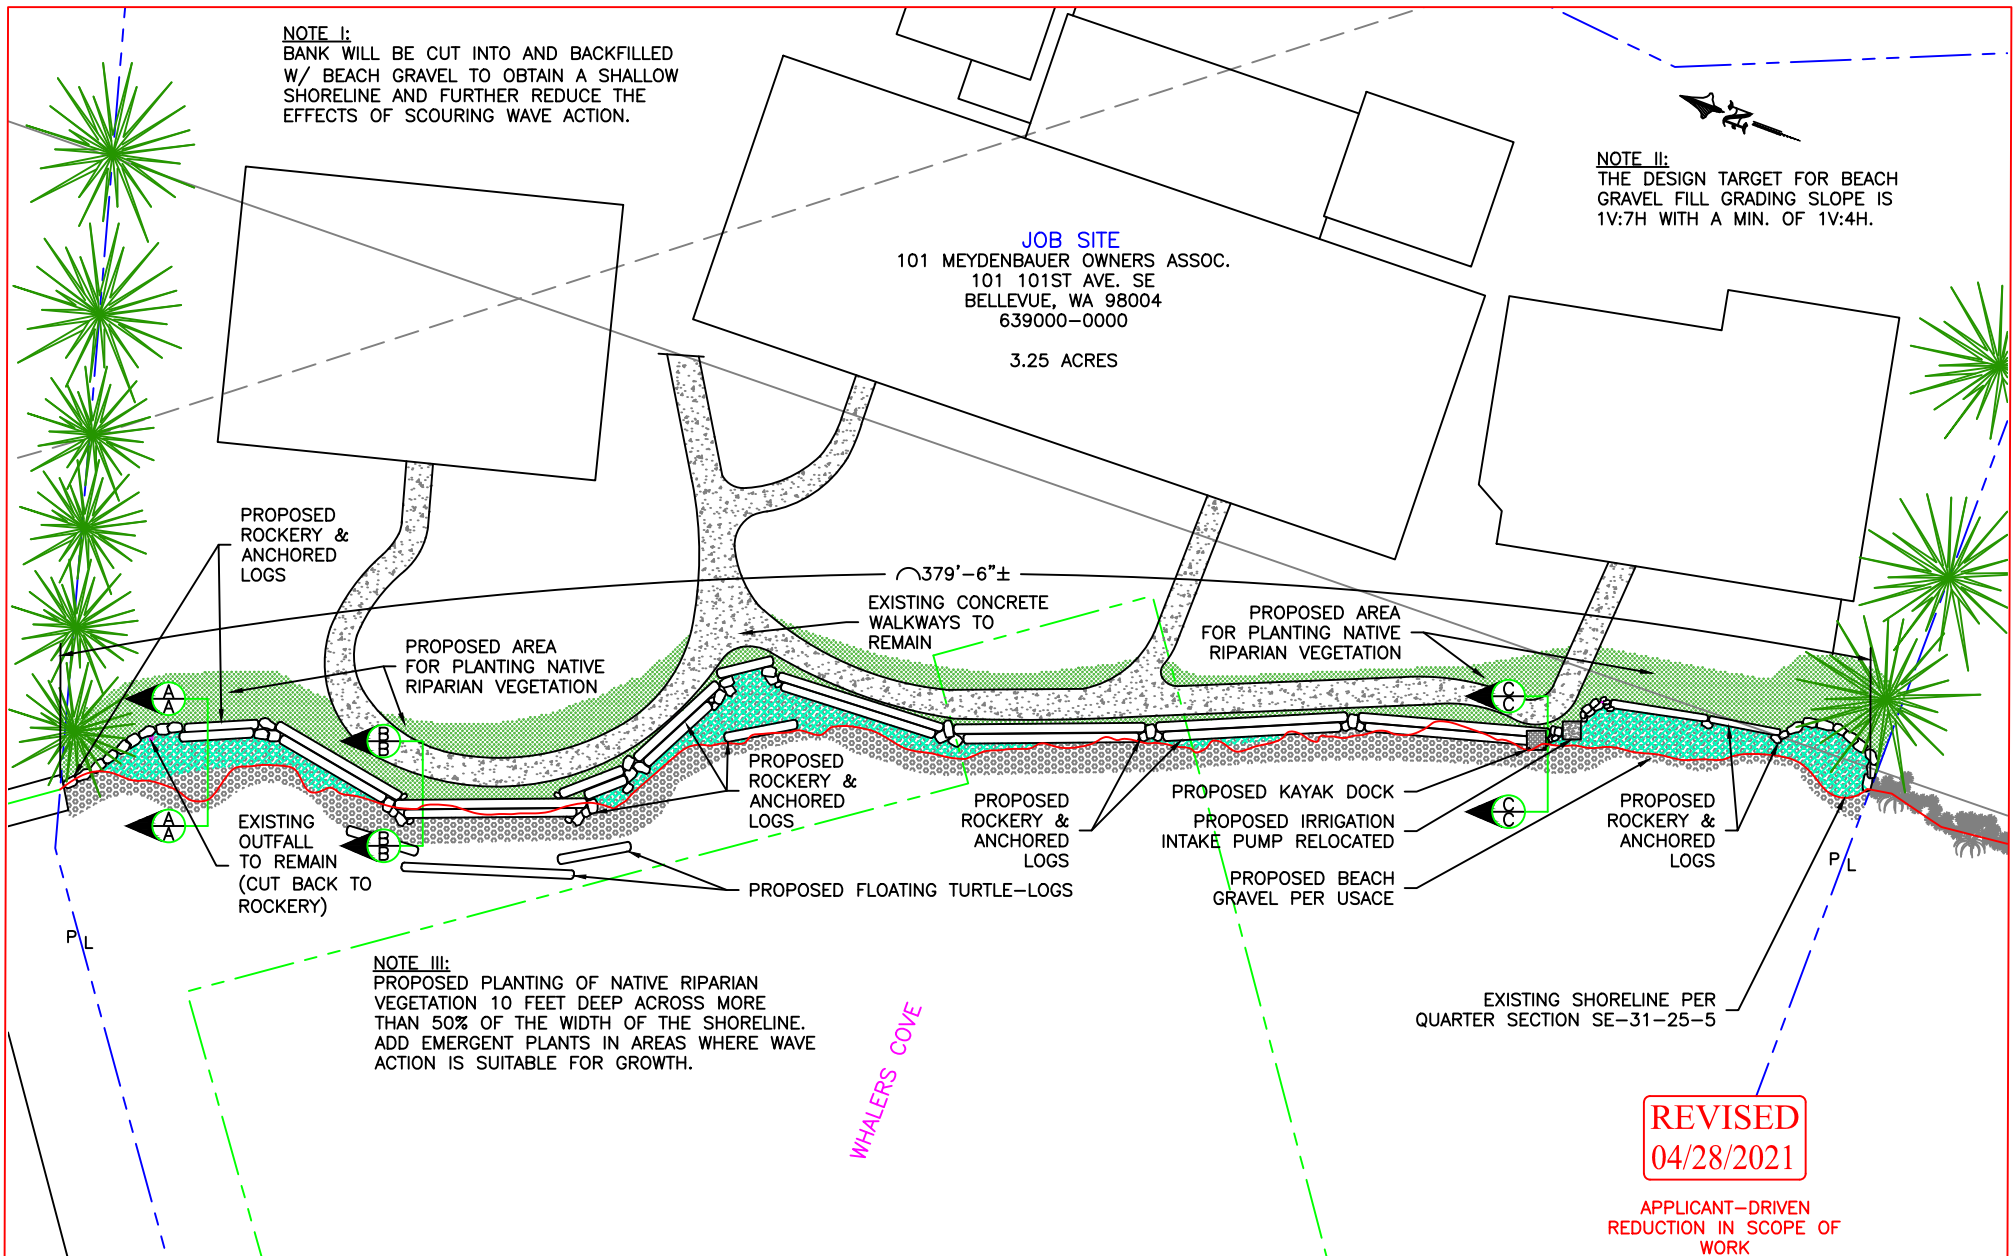 NOTE I:
BANK WILL BE CUT INTO AND BACKFILLED
W/ BEACH GRAVEL TO OBTAIN A SHALLOW
SHORELINE AND FURTHER REDUCE THE
EFFECTS OF SCOURING WAVE ACTION.
N
NOTE II:
THE DESIGN TARGET FOR BEACH
GRAVEL FILL GRADING SLOPE IS
1V:7H WITH A MIN. OF 1V:4H.
JOB SITE
101 MEYDENBAUER OWNERS ASSOC.
101 101ST AVE. SE
BELLEVUE, WA 98004
639000-0000
3.25 ACRES
PROPOSED
ROCKERY &
ANCHORED
LOGS
379'-6"±
EXISTING CONCRETE
WALKWAYS TO
REMAIN
PROPOSED AREA
FOR PLANTING NATIVE
RIPARIAN VEGETATION
PROPOSED AREA
FOR PLANTING NATIVE
RIPARIAN VEGETATION
A
A
B
B
C
C
PROPOSED
ROCKERY &
ANCHORED
LOGS
PROPOSED
ROCKERY &
ANCHORED
LOGS
PROPOSED KAYAK DOCK
PROPOSED IRRIGATION
INTAKE PUMP RELOCATED
PROPOSED BEACH
GRAVEL PER USACE
C
C
PROPOSED
ROCKERY &
ANCHORED
LOGS
A
A
B
B
EXISTING
OUTFALL
TO REMAIN
(CUT BACK TO
ROCKERY)
PROPOSED FLOATING TURTLE-LOGS
P L
P L
NOTE III:
PROPOSED PLANTING OF NATIVE RIPARIAN
VEGETATION 10 FEET DEEP ACROSS MORE
THAN 50% OF THE WIDTH OF THE SHORELINE.
ADD EMERGENT PLANTS IN AREAS WHERE WAVE
ACTION IS SUITABLE FOR GROWTH.
WHALERS COVE
EXISTING SHORELINE PER
QUARTER SECTION SE-31-25-5
REVISED
04/28/2021
APPLICANT-DRIVEN
REDUCTION IN SCOPE OF
WORK